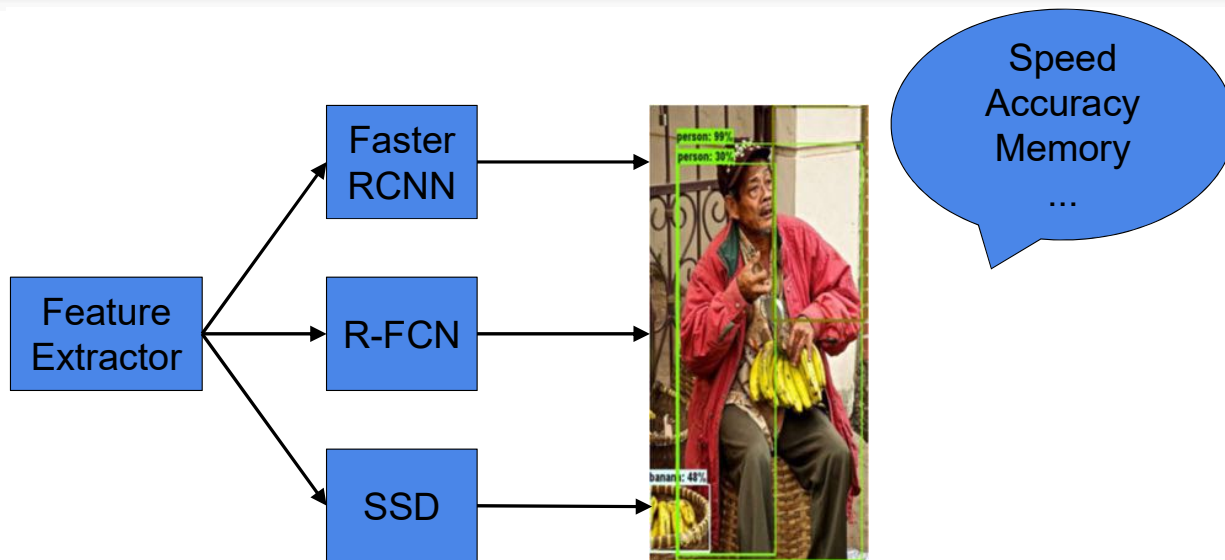 Speed
Accuracy
Memory
...
Faster
RCNN
person: 99%
person: 30%
Feature
Extractor
R-FCN
SSD
banana: 48%